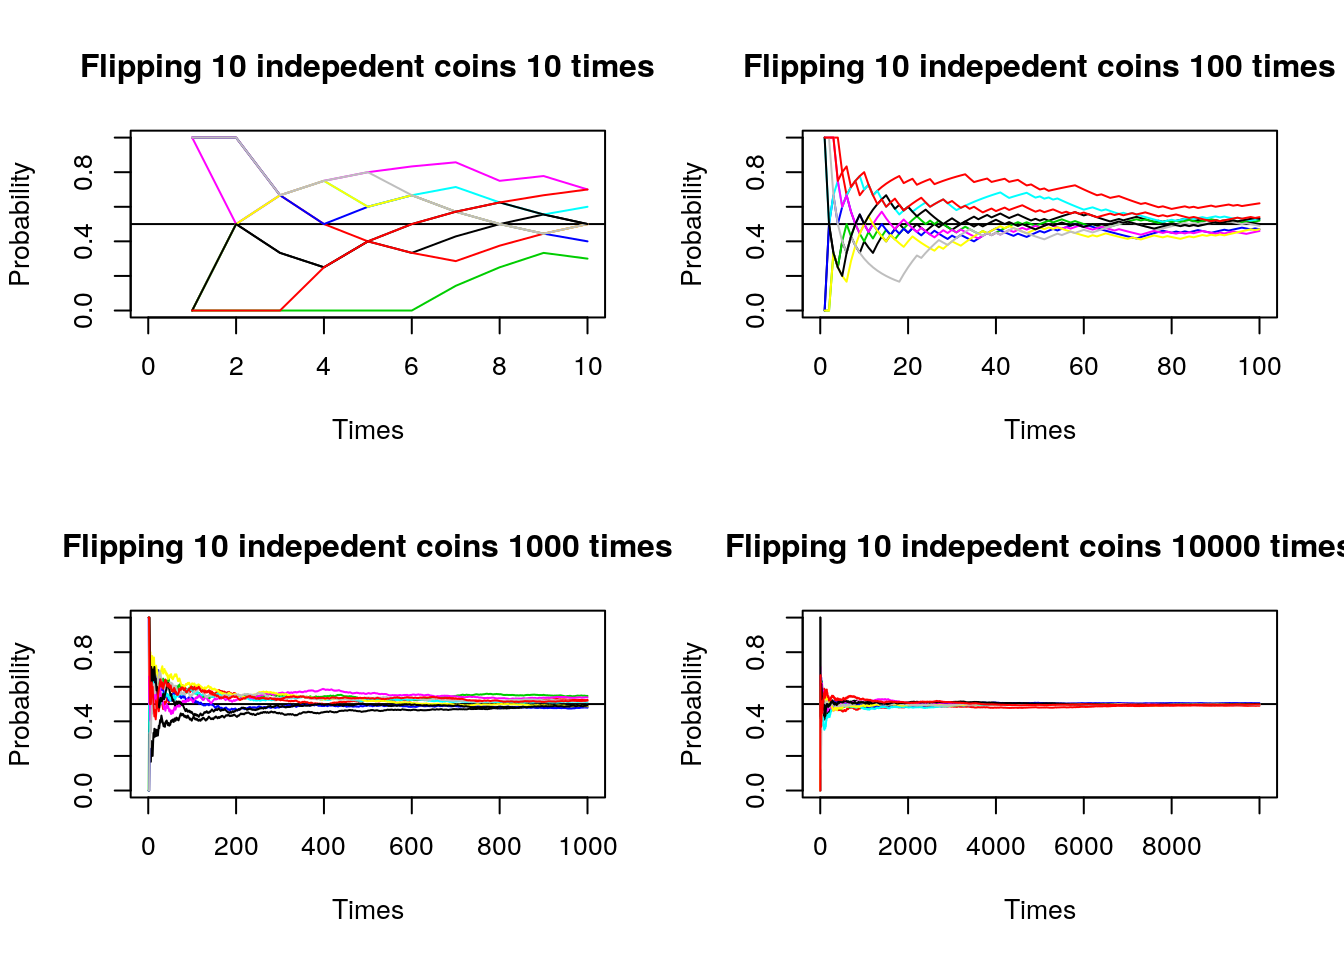 Flipping 10 indepedent coins 10 times
Probability
0.0 0.4 0.8
0 2 4 6 8 10
Times
Flipping 10 indepedent coins 100 times
Probability
0.0 0.4 0.8
0 20 40 60 80 100
Times
Flipping 10 indepedent coins 1000 times
Probability
0.0 0.4 0.8
0 200 400 600 800 1000
Times
Flipping 10 indepedent coins 10000 times
Probability
0.0 0.4 0.8
0 2000 4000 6000 8000
Times